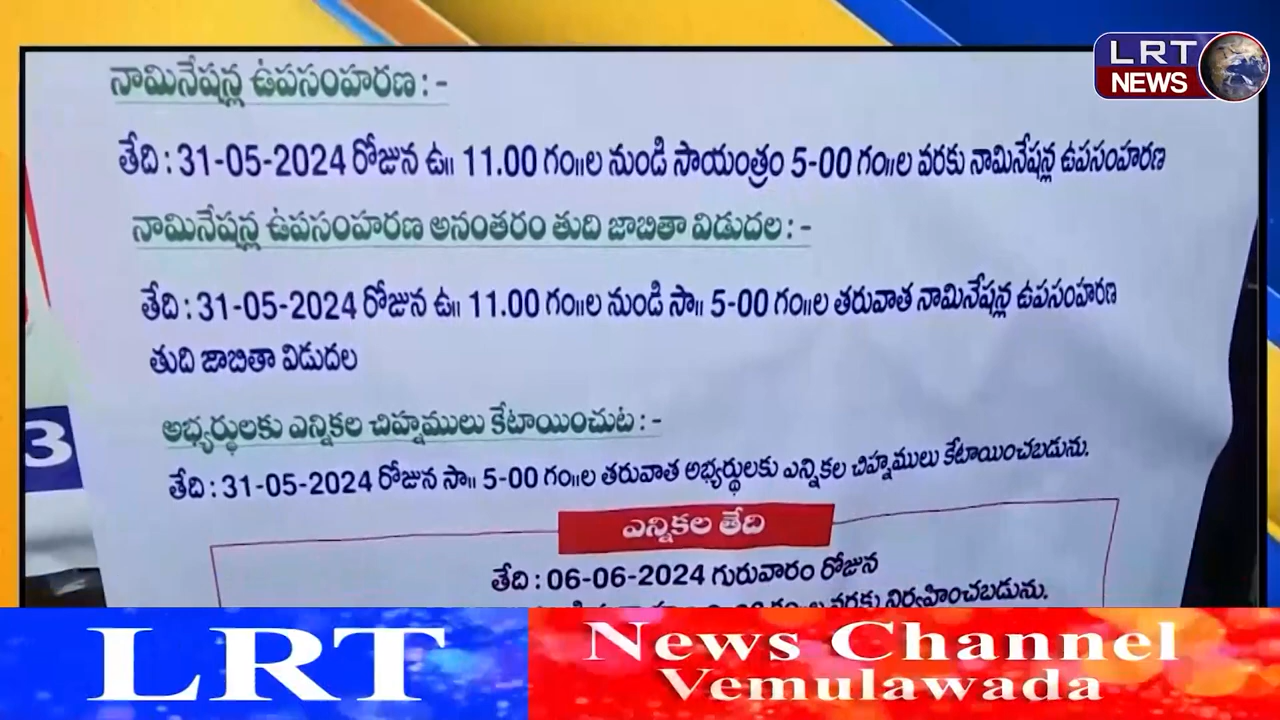 LRT
NEWS
నామినేషన్ల ఉపసంహరణ : -
తేది : 31-05-2024 రోజున ఉ॥ 11.00 గం॥ల నుండి సాయంత్రం 5-00 గం॥ల వరకు నామినేషన్ల ఉపసంహరణ
నామినేషన్ల ఉపసంహరణ అనంతరం తుది జాబితా విడుదల : -
తేది : 31-05-2024 రోజున ఉ॥ 11.00 గం॥ల నుండి సా॥ 5-00 గం॥ల తరువాత నామినేషన్ల ఉపసంహరణ
తుది జాబితా విడుదల
అభ్యర్థులకు ఎన్నికల చిహ్నములు కేటాయించుట : -
తేది : 31-05-2024 రోజున సా॥ 5-00 గం॥ల తరువాత అభ్యర్థులకు ఎన్నికల చిహ్నములు కేటాయించబడును.
3
ఎన్నికల తేది
తేది : 06-06-2024 గురువారం రోజున
వరకు నిర్వహించబడును.
LRT
News Channel
Vemulawada